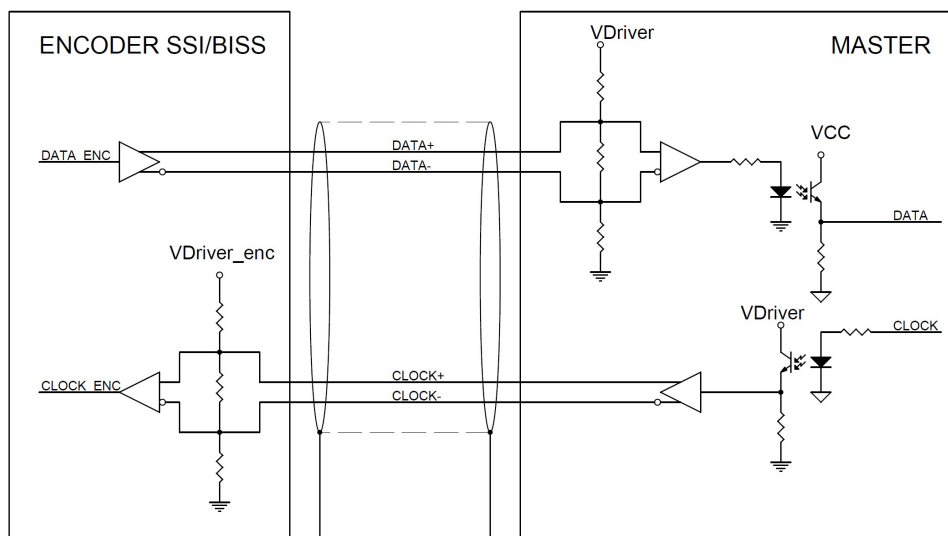 ENCODER SSI/BISS
VDriver
MASTER
VCC
DATA_ENC
DATA+
DATA-
DATA
VDriver_enc
VDriver
CLOCK
CLOCK_ENC
CLOCK+
CLOCK-